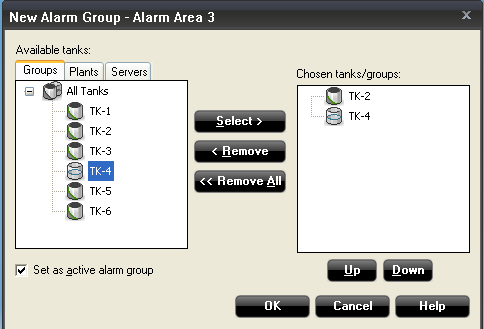 New Alarm Group - Alarm Area 3
Available tanks:
Groups Plants Servers
All Tanks
TK-1
TK-2
TK-3
TK-4
TK-5
TK-6
Select >
< Remove
<< Remove All
Chosen tanks/groups:
TK-2
TK-4
Set as active alarm group
Up Down
OK Cancel Help